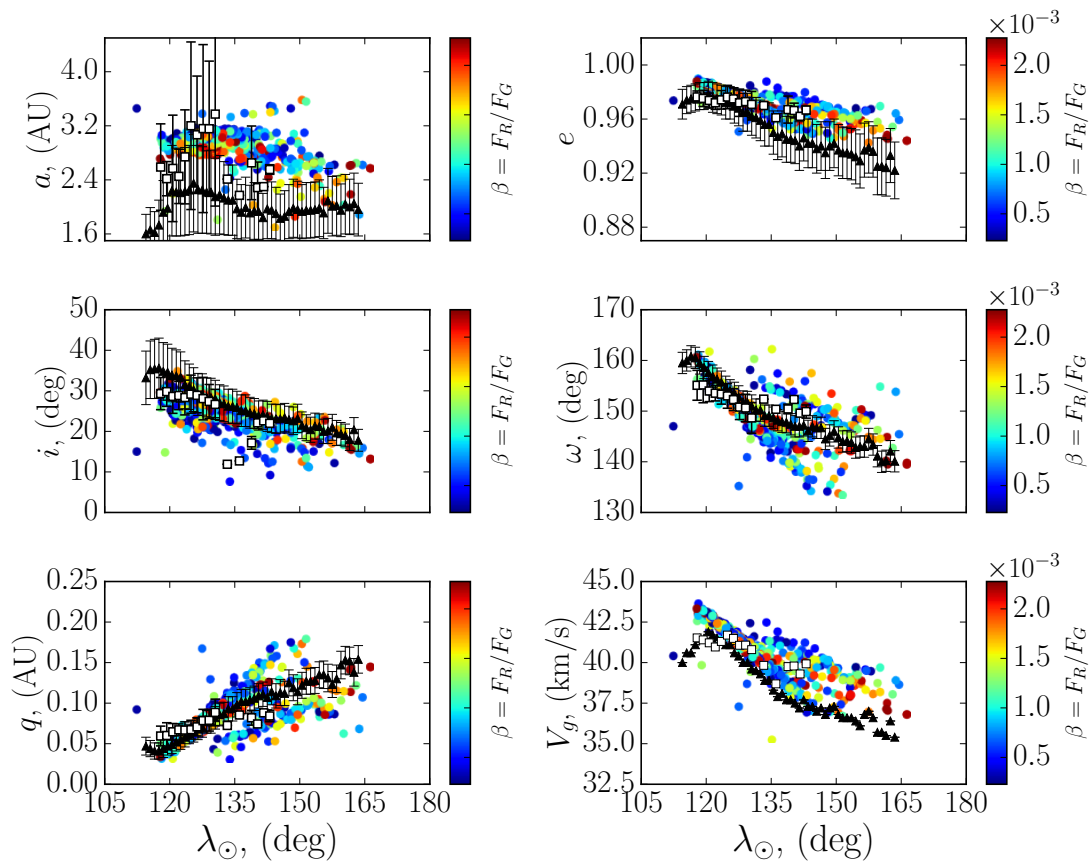 4.0
3.2
2.4
1.6
a, (AU)
β = F_R/F_G
×10⁻³
1.00
0.96
0.92
0.88
e
2.0
1.5
1.0
0.5
β = F_R/F_G
50
40
30
20
10
0
i, (deg)
β = F_R/F_G
×10⁻³
170
160
150
140
130
ω, (deg)
2.0
1.5
1.0
0.5
β = F_R/F_G
0.25
0.20
0.15
0.10
0.05
0.00
q, (AU)
105 120 135 150 165 180
λ⊙, (deg)
β = F_R/F_G
×10⁻³
45.0
42.5
40.0
37.5
35.0
32.5
V_g, (km/s)
105 120 135 150 165 180
λ⊙, (deg)
2.0
1.5
1.0
0.5
β = F_R/F_G